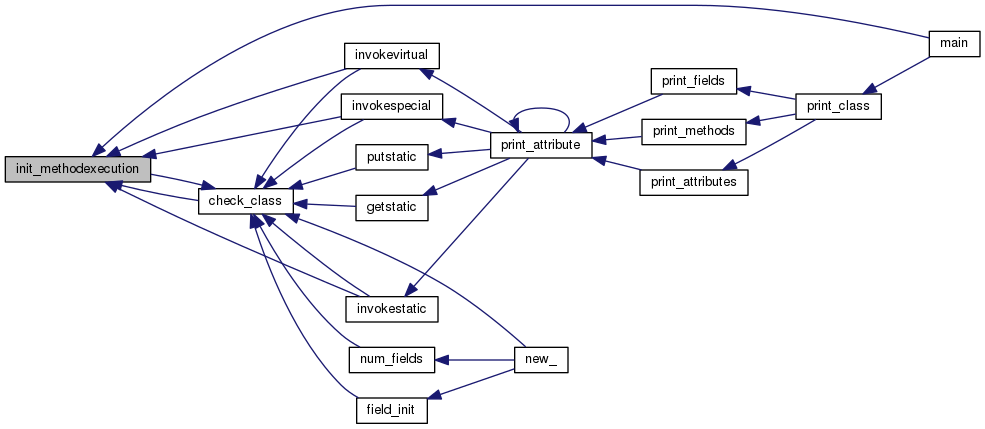 main
invokevirtual
print_fields
invokespecial
print_class
print_methods
print_attribute
putstatic
init_methodexecution
print_attributes
check_class
getstatic
invokestatic
num_fields
new_
field_init